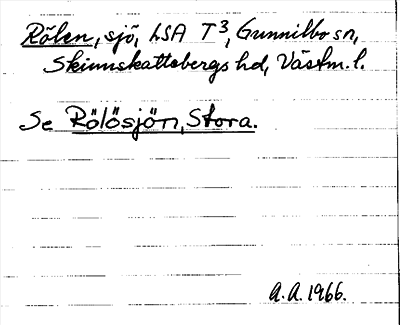 Rölen, sjö, LSA T³, Gunnilbo sn,
Skinnskattebergs hd, Västm. l.
Se Rölösjön, Stora.
A.A. 1966.